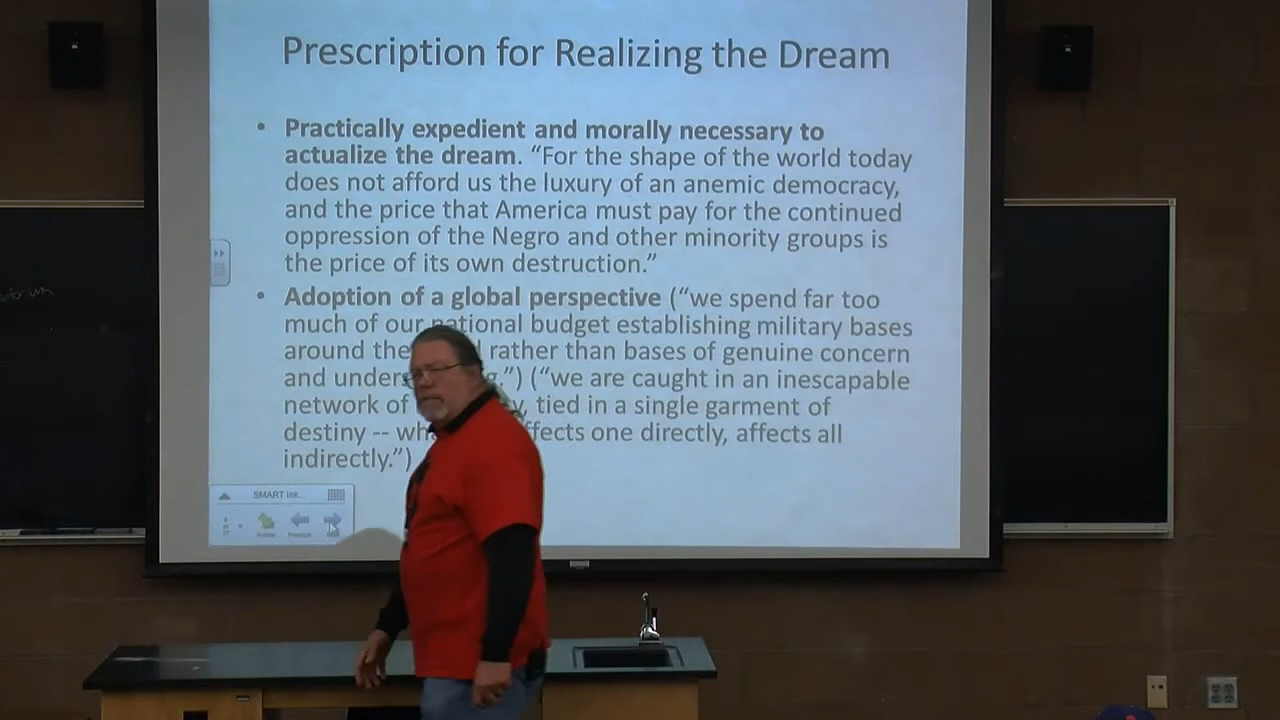 Prescription for Realizing the Dream
• Practically expedient and morally necessary to
actualize the dream. “For the shape of the world today
does not afford us the luxury of an anemic democracy,
and the price that America must pay for the continued
oppression of the Negro and other minority groups is
the price of its own destruction.”
• Adoption of a global perspective (“we spend far too
much of our national budget establishing military bases
around the rather than bases of genuine concern
and .”) (“we are caught in an inescapable
network of , tied in a single garment of
destiny -- affects one directly, affects all
indirectly.”)
SMART Ink...
Previous